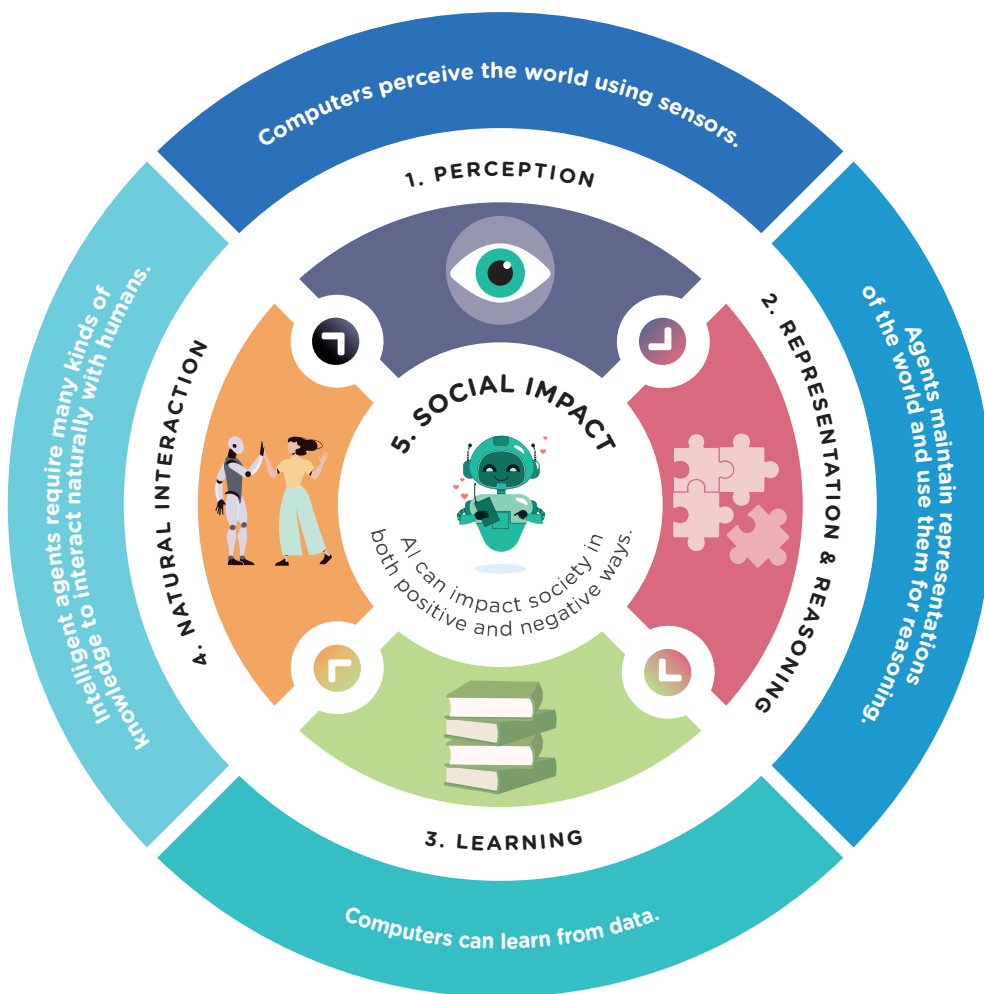 Computers perceive the world using sensors.
1. PERCEPTION
Agents maintain representations
of the world and use them for reasoning.
2. REPRESENTATION & REASONING
3. LEARNING
Computers can learn from data.
4. NATURAL INTERACTION
Intelligent agents require many kinds of
knowledge to interact naturally with humans.
5. SOCIAL IMPACT
AI can impact society in
both positive and negative ways.